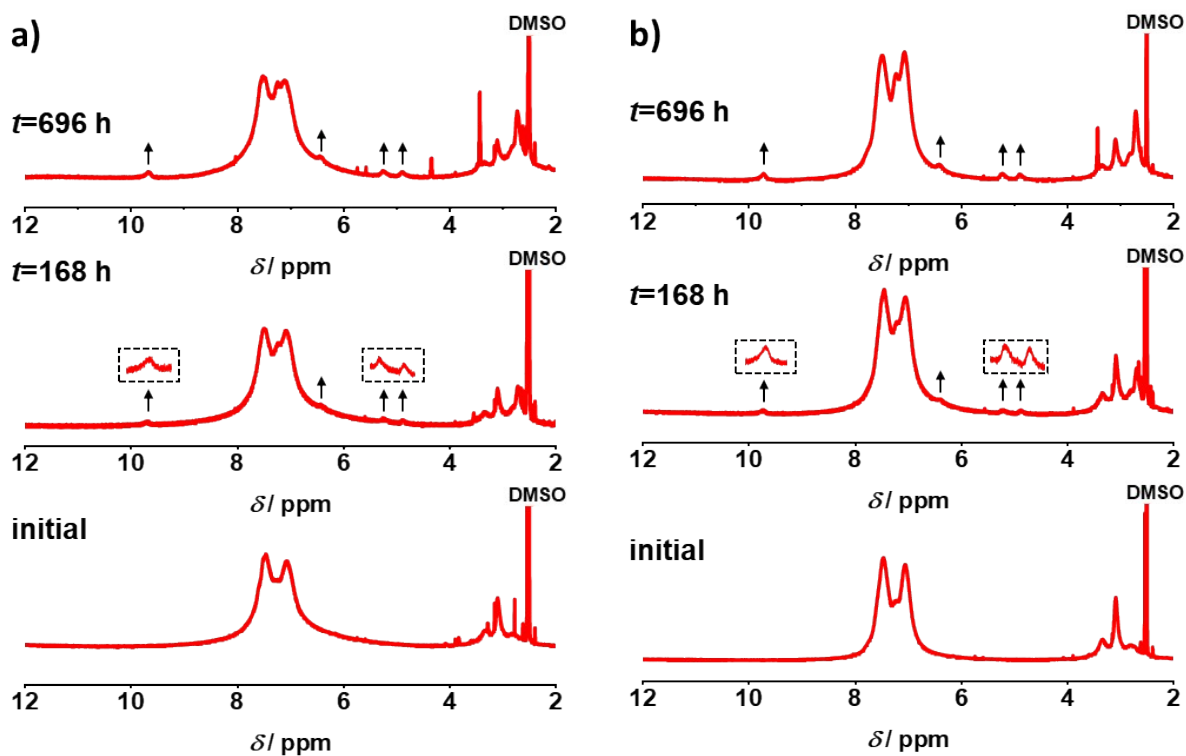 a)
DMSO
t=696 h
12 10 8 6 4 2
δ/ ppm
DMSO
t=168 h
12 10 8 6 4 2
δ/ ppm
DMSO
initial
12 10 8 6 4 2
δ/ ppm
b)
DMSO
t=696 h
12 10 8 6 4 2
δ/ ppm
DMSO
t=168 h
12 10 8 6 4 2
δ/ ppm
DMSO
initial
12 10 8 6 4 2
δ/ ppm